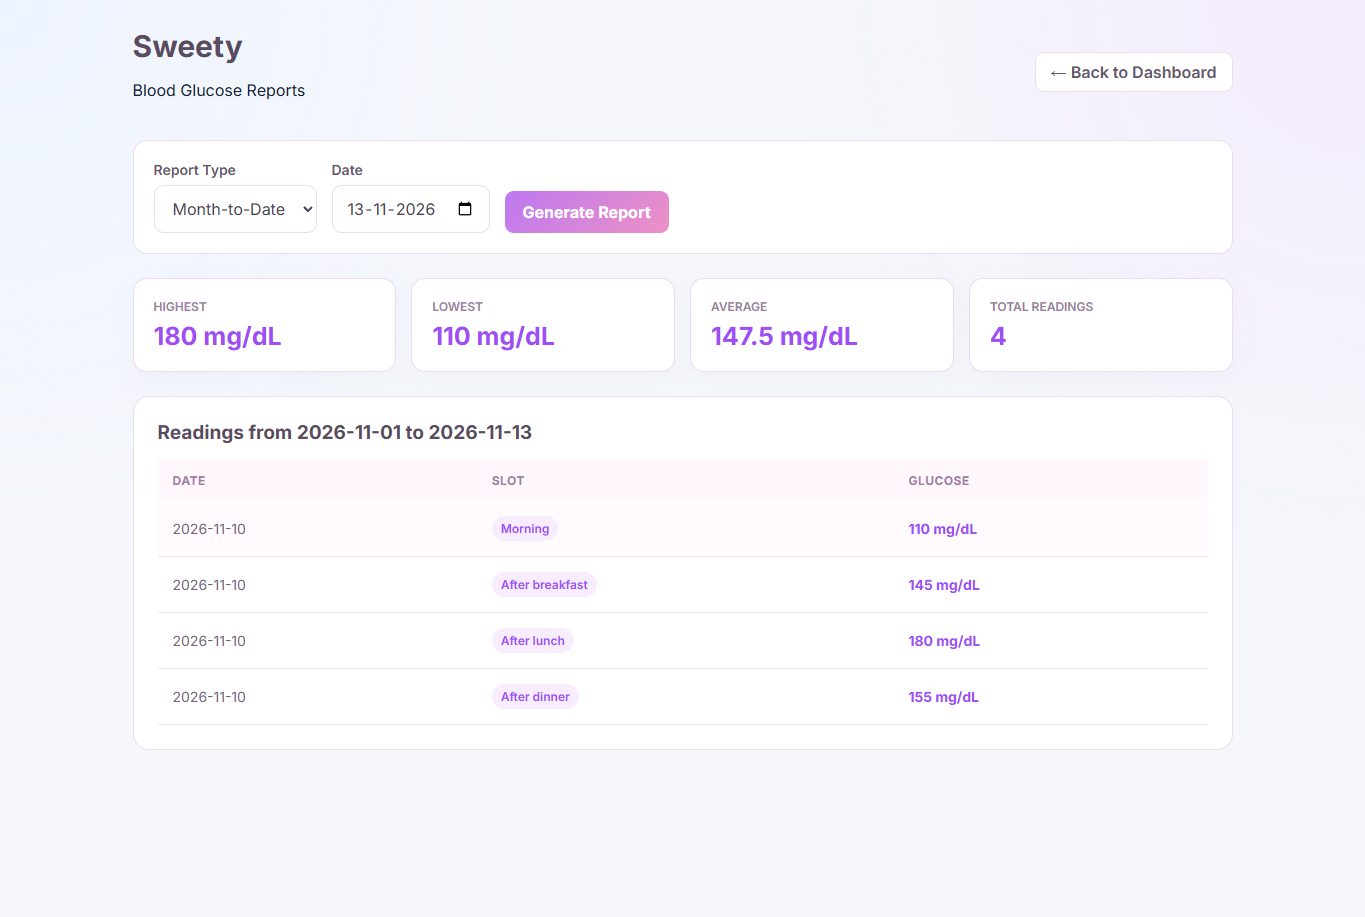 Sweety
Blood Glucose Reports
← Back to Dashboard
Report Type
Date
Month-to-Date
13-11-2026
Generate Report
HIGHEST
180 mg/dL
LOWEST
110 mg/dL
AVERAGE
147.5 mg/dL
TOTAL READINGS
4
Readings from 2026-11-01 to 2026-11-13
DATE SLOT GLUCOSE
2026-11-10 Morning 110 mg/dL
2026-11-10 After breakfast 145 mg/dL
2026-11-10 After lunch 180 mg/dL
2026-11-10 After dinner 155 mg/dL